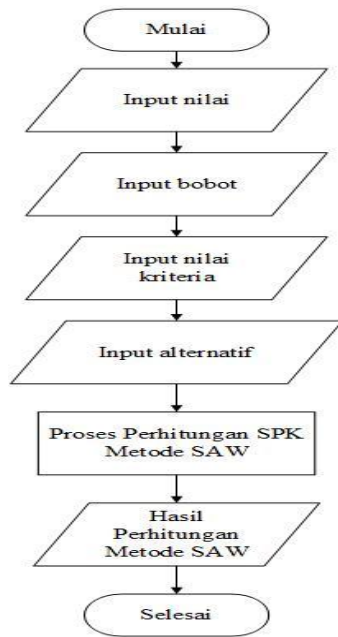 Mulai
Input nilai
Input bobot
Input nilai
kriteria
Input alternatif
Proses Perhitungan SPK
Metode SAW
Hasil
Perhitungan
Metode SAW
Selesai